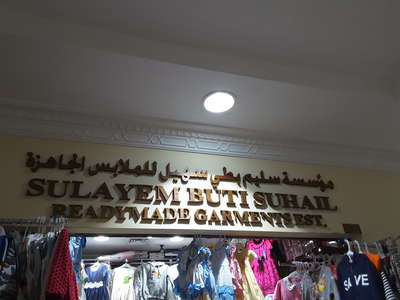 مؤسسة سليم بطي سهيل للملابس الجاهزة
SULAYEM BUTI SUHAIL
READYMADE GARMENTS EST.
SAVE